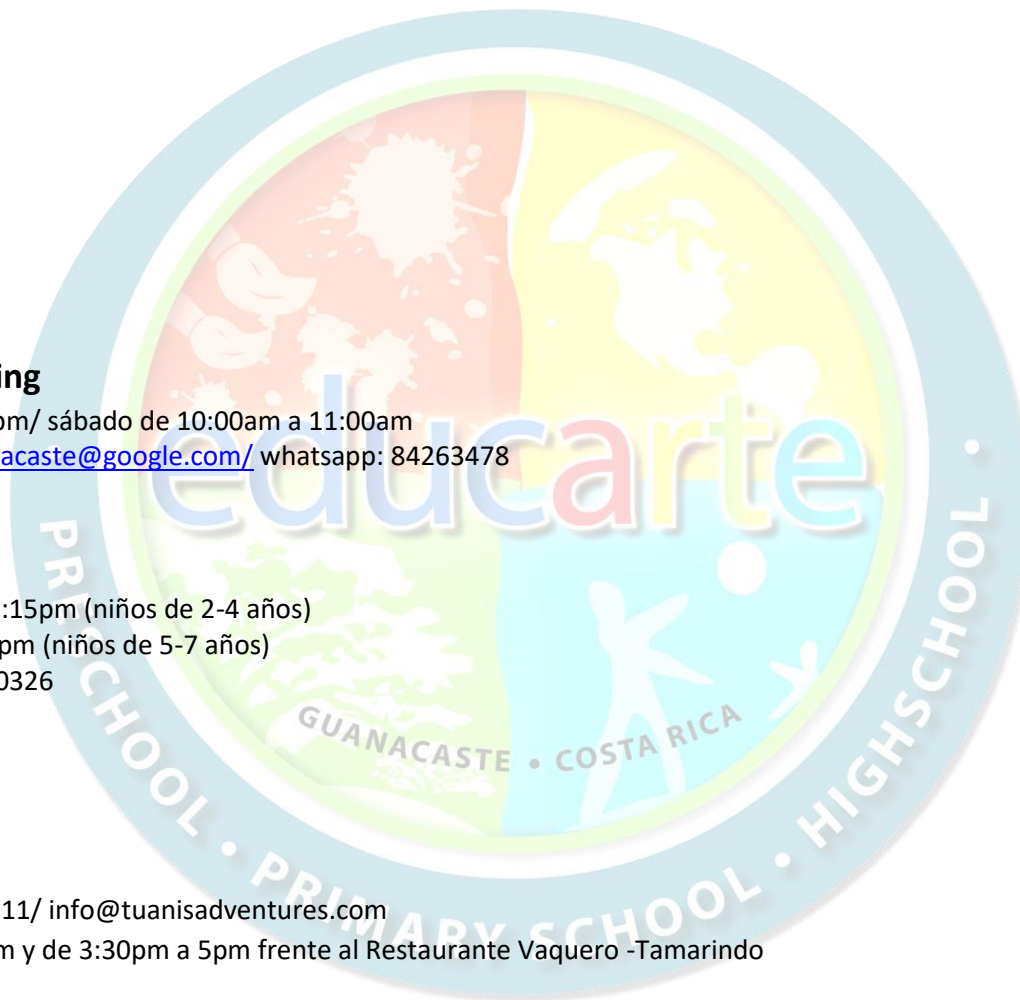 ing
pm/ sábado de 10:00am a 11:00am
acaste@google.com/ whatsapp: 84263478
educarte
:15pm (niños de 2-4 años)
pm (niños de 5-7 años)
0326
GUANACASTE • COSTA RICA
11/ info@tuanisadventures.com
m y de 3:30pm a 5pm frente al Restaurante Vaquero -Tamarindo
• PRESCHOOL • PRIMARY SCHOOL • HIGHSCHOOL •